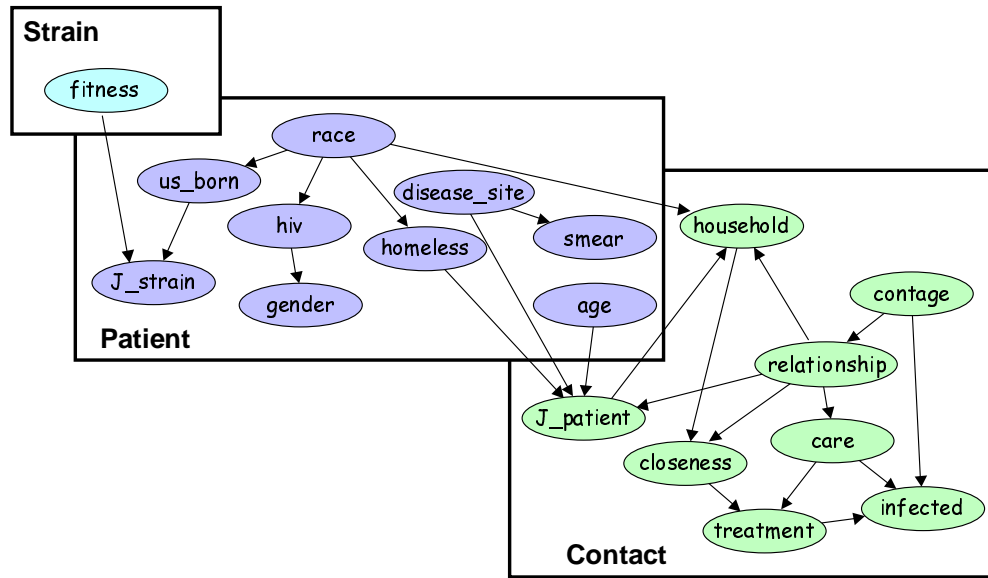 Strain
fitness
race
us_born
disease_site
hiv
household
homeless
smear
J_strain
gender
age
contage
Patient
relationship
J_patient
care
closeness
infected
treatment
Contact